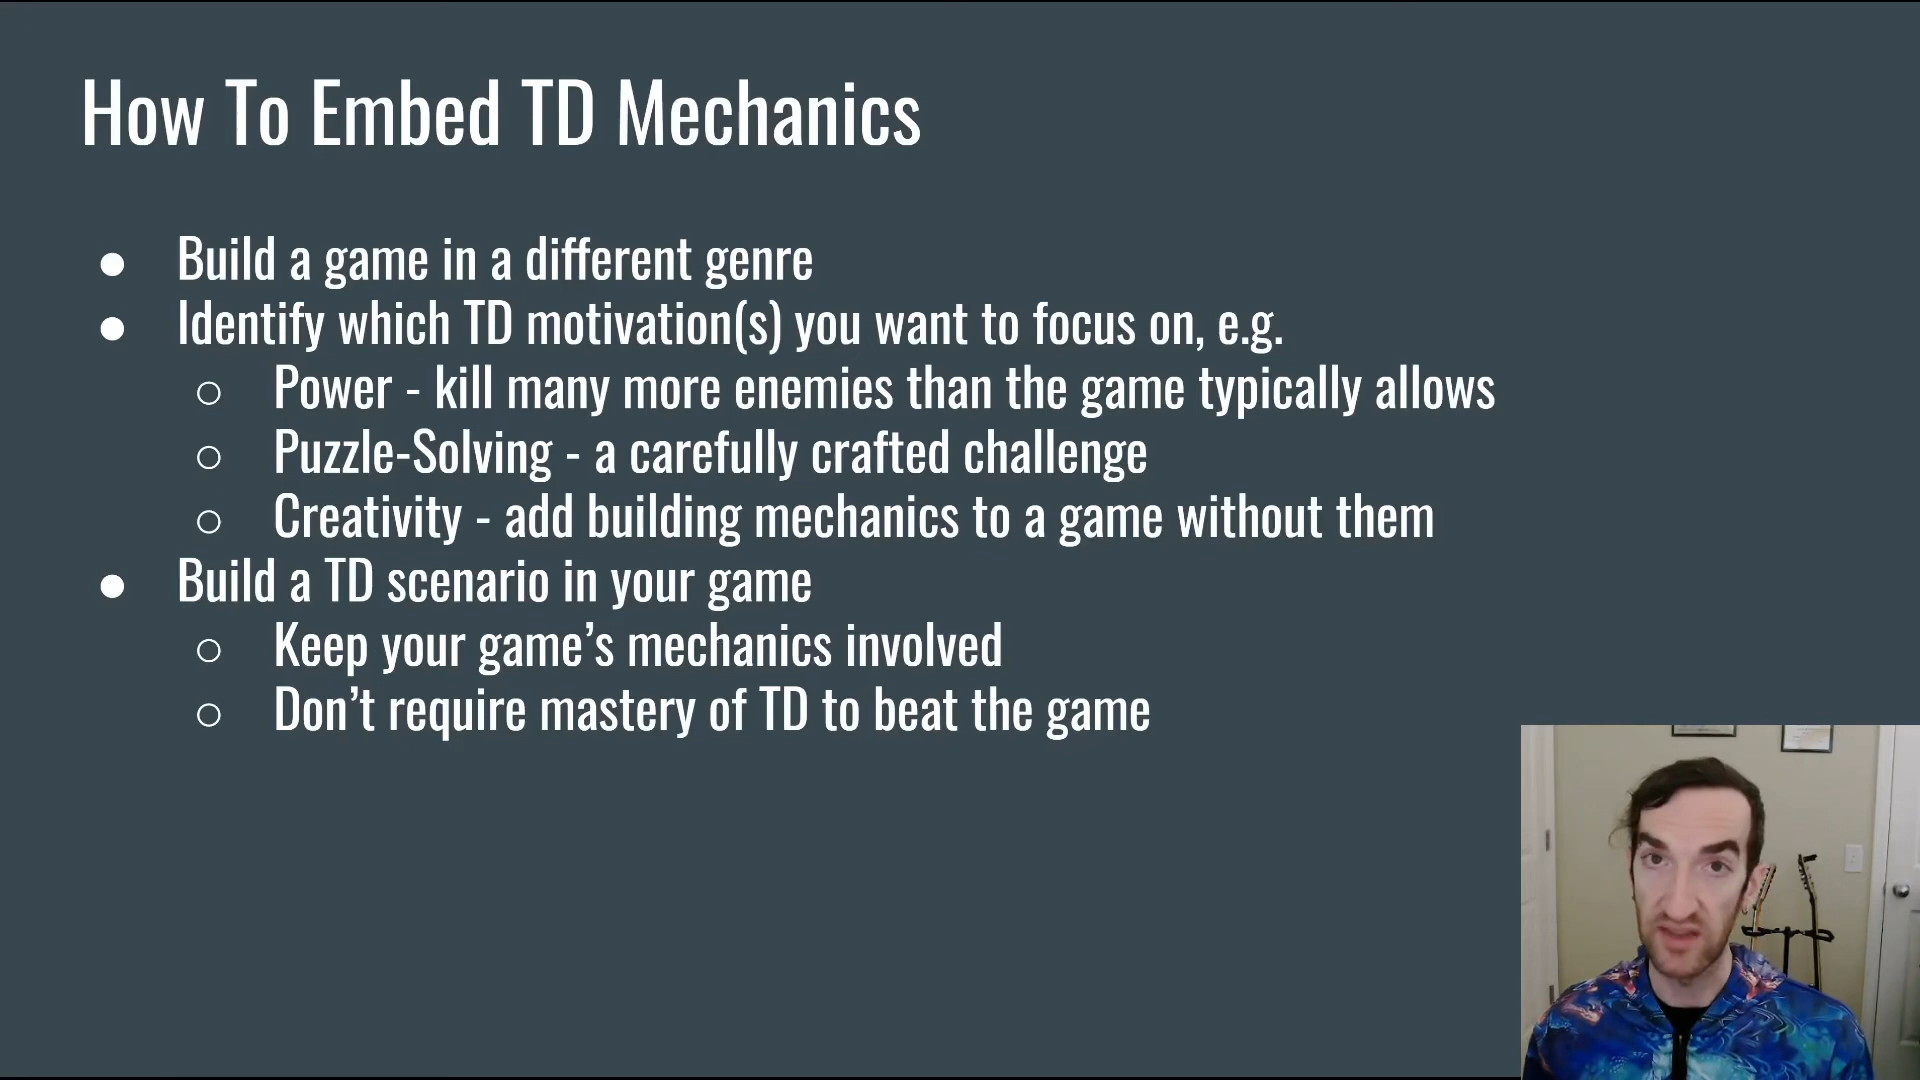 How To Embed TD Mechanics
● Build a game in a different genre
● Identify which TD motivation(s) you want to focus on, e.g.
○ Power - kill many more enemies than the game typically allows
○ Puzzle-Solving - a carefully crafted challenge
○ Creativity - add building mechanics to a game without them
● Build a TD scenario in your game
○ Keep your game’s mechanics involved
○ Don’t require mastery of TD to beat the game